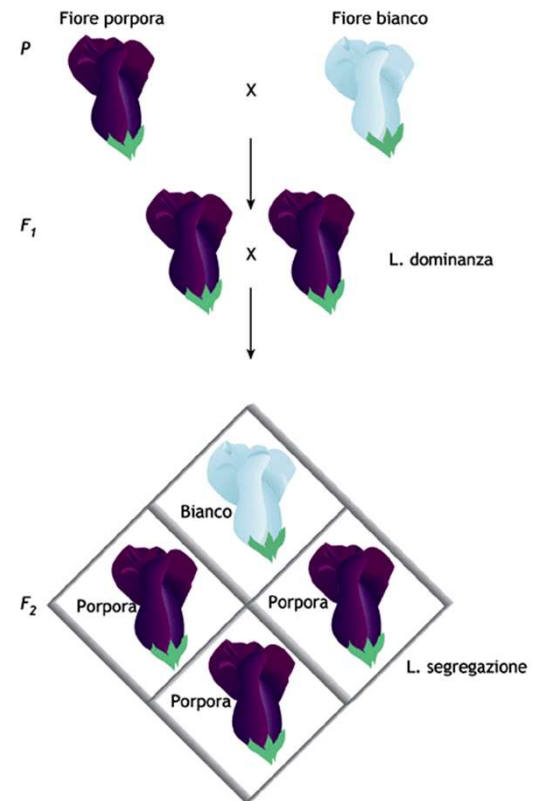 Fiore porpora
Fiore bianco
P
X
F1
X
L. dominanza
Bianco
F2
Porpora
Porpora
L. segregazione
Porpora